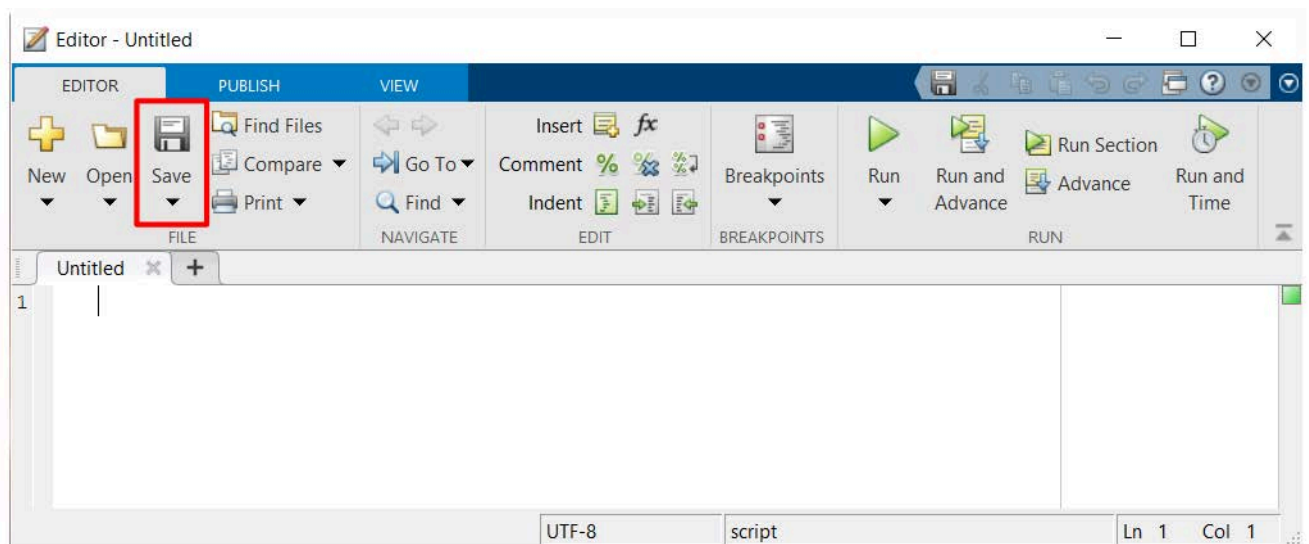 Editor - Untitled
EDITOR PUBLISH VIEW
New Open Save Find Files Compare Print
FILE
Go To Find
NAVIGATE
Insert fx
Comment % % %
Indent
EDIT
Breakpoints
BREAKPOINTS
Run Run and Advance Run Section Advance Run and Time
RUN
Untitled +
1
UTF-8 script Ln 1 Col 1